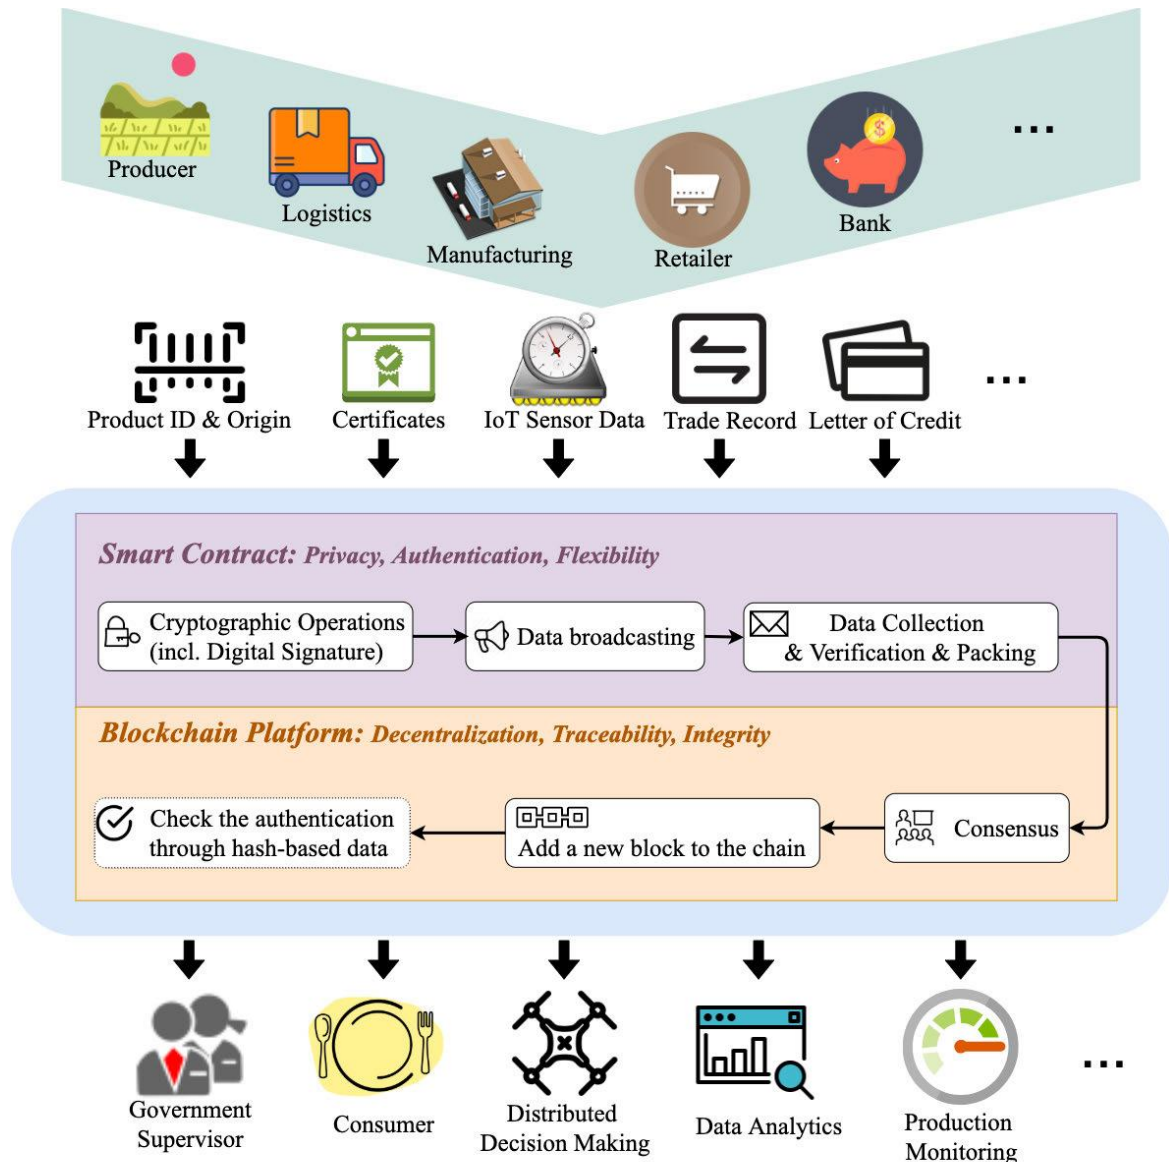 Producer
Logistics
Manufacturing
Retailer
Bank
...
Product ID & Origin
Certificates
IoT Sensor Data
Trade Record
Letter of Credit
...
Smart Contract: Privacy, Authentication, Flexibility
Cryptographic Operations
(incl. Digital Signature)
Data broadcasting
Data Collection
& Verification & Packing
Blockchain Platform: Decentralization, Traceability, Integrity
Check the authentication
through hash-based data
Add a new block to the chain
Consensus
Government
Supervisor
Consumer
Distributed
Decision Making
Data Analytics
Production
Monitoring
...